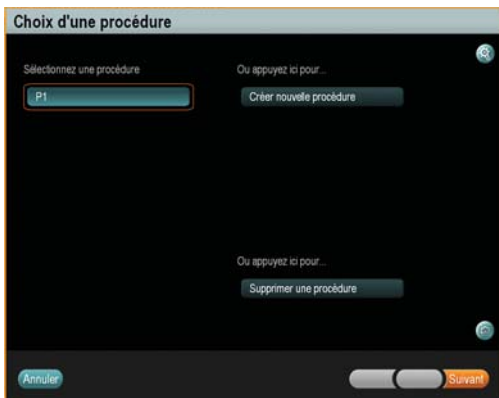 Choix d'une procédure
Sélectionnez une procédure
P1
Ou appuyez ici pour...
Créer nouvelle procédure
Ou appuyez ici pour...
Supprimer une procédure
Annuler
Suivant